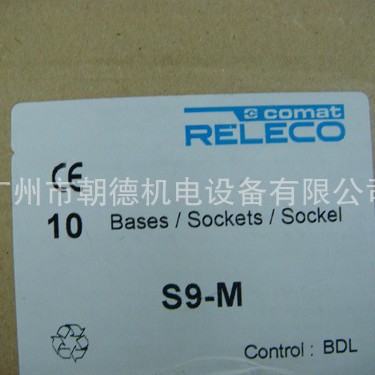 comat
RELECO
CE
广州市朝德机电设备有限公司
10 Bases / Sockets / Sockel
S9-M
Control : BDL